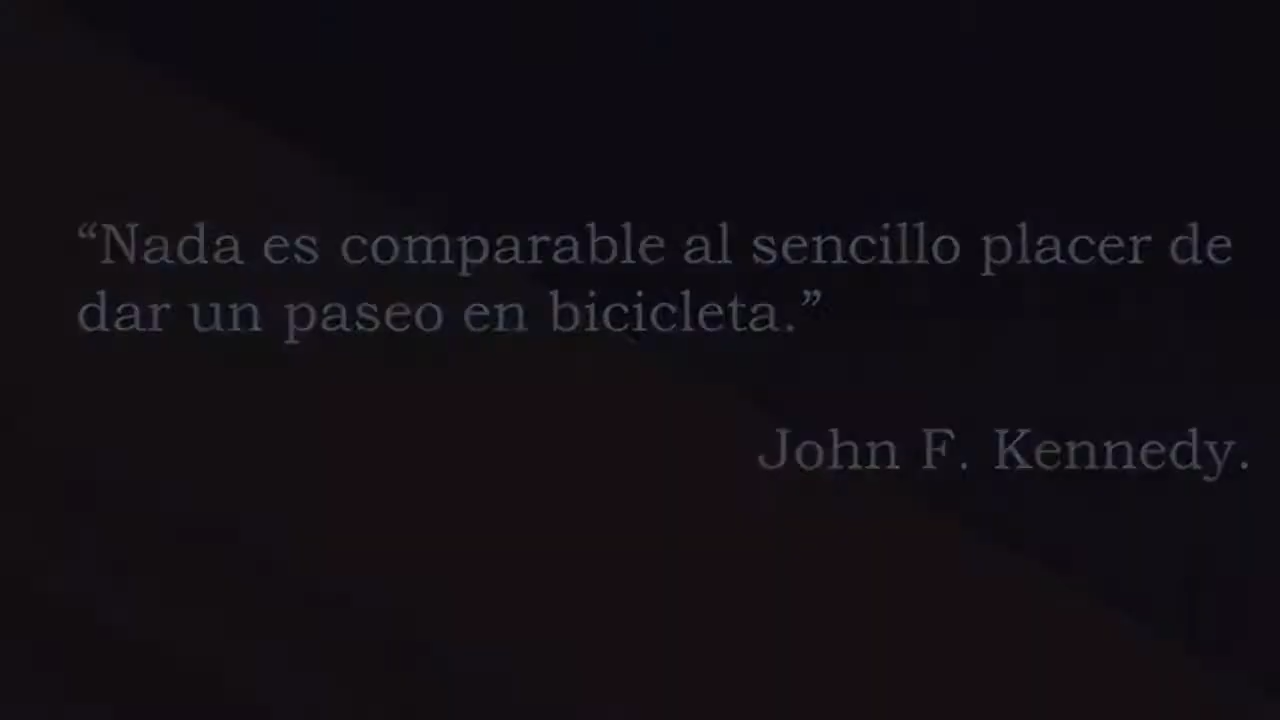 “Nada es comparable al sencillo placer de
dar un paseo en bicicleta.”
John F. Kennedy.